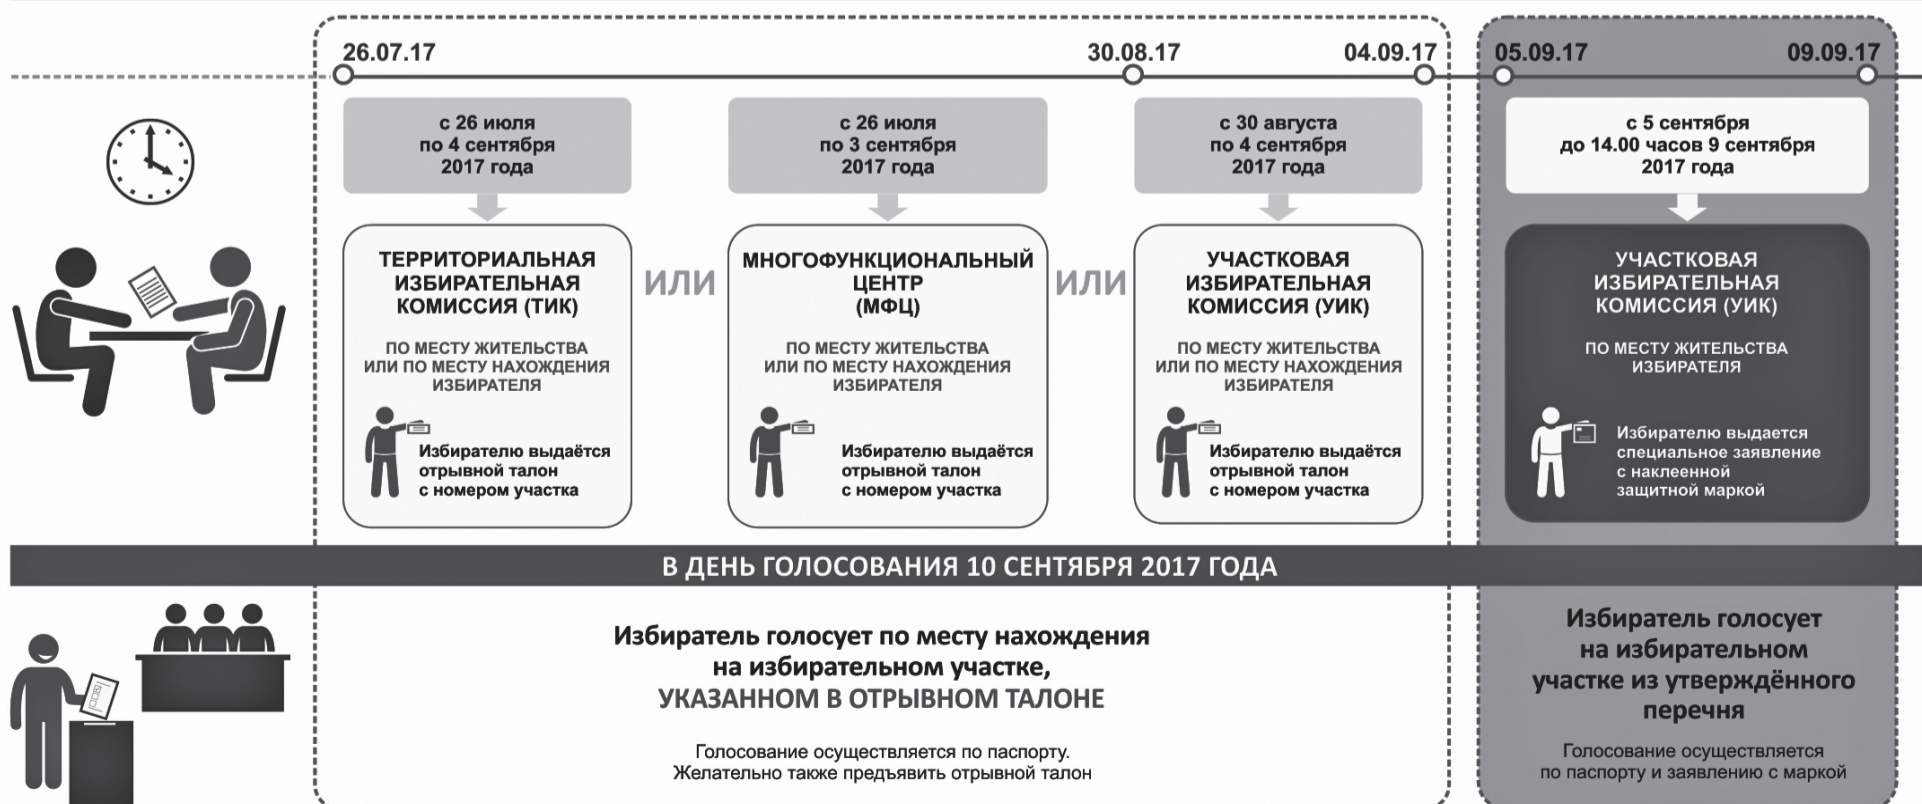 26.07.17
30.08.17
04.09.17
05.09.17
09.09.17
с 26 июля
по 4 сентября
2017 года
с 26 июля
по 3 сентября
2017 года
с 30 августа
по 4 сентября
2017 года
с 5 сентября
до 14.00 часов 9 сентября
2017 года
ТЕРРИТОРИАЛЬНАЯ
ИЗБИРАТЕЛЬНАЯ
КОМИССИЯ (ТИК)
ПО МЕСТУ ЖИТЕЛЬСТВА
ИЛИ ПО МЕСТУ НАХОЖДЕНИЯ
ИЗБИРАТЕЛЯ
Избирателю выдаётся
отрывной талон
с номером участка
ИЛИ
МНОГОФУНКЦИОНАЛЬНЫЙ
ЦЕНТР
(МФЦ)
ПО МЕСТУ ЖИТЕЛЬСТВА
ИЛИ ПО МЕСТУ НАХОЖДЕНИЯ
ИЗБИРАТЕЛЯ
Избирателю выдаётся
отрывной талон
с номером участка
ИЛИ
УЧАСТКОВАЯ
ИЗБИРАТЕЛЬНАЯ
КОМИССИЯ (УИК)
ПО МЕСТУ ЖИТЕЛЬСТВА
ИЛИ ПО МЕСТУ НАХОЖДЕНИЯ
ИЗБИРАТЕЛЯ
Избирателю выдаётся
отрывной талон
с номером участка
УЧАСТКОВАЯ
ИЗБИРАТЕЛЬНАЯ
КОМИССИЯ (УИК)
ПО МЕСТУ ЖИТЕЛЬСТВА
ИЗБИРАТЕЛЯ
Избирателю выдается
специальное заявление
с наклеенной
защитной маркой
В ДЕНЬ ГОЛОСОВАНИЯ 10 СЕНТЯБРЯ 2017 ГОДА
Избиратель голосует по месту нахождения
на избирательном участке,
УКАЗАННОМ В ОТРЫВНОМ ТАЛОНЕ
Голосование осуществляется по паспорту.
Желательно также предъявить отрывной талон
Избиратель голосует
на избирательном
участке из утверждённого
перечня
Голосование осуществляется
по паспорту и заявлению с маркой